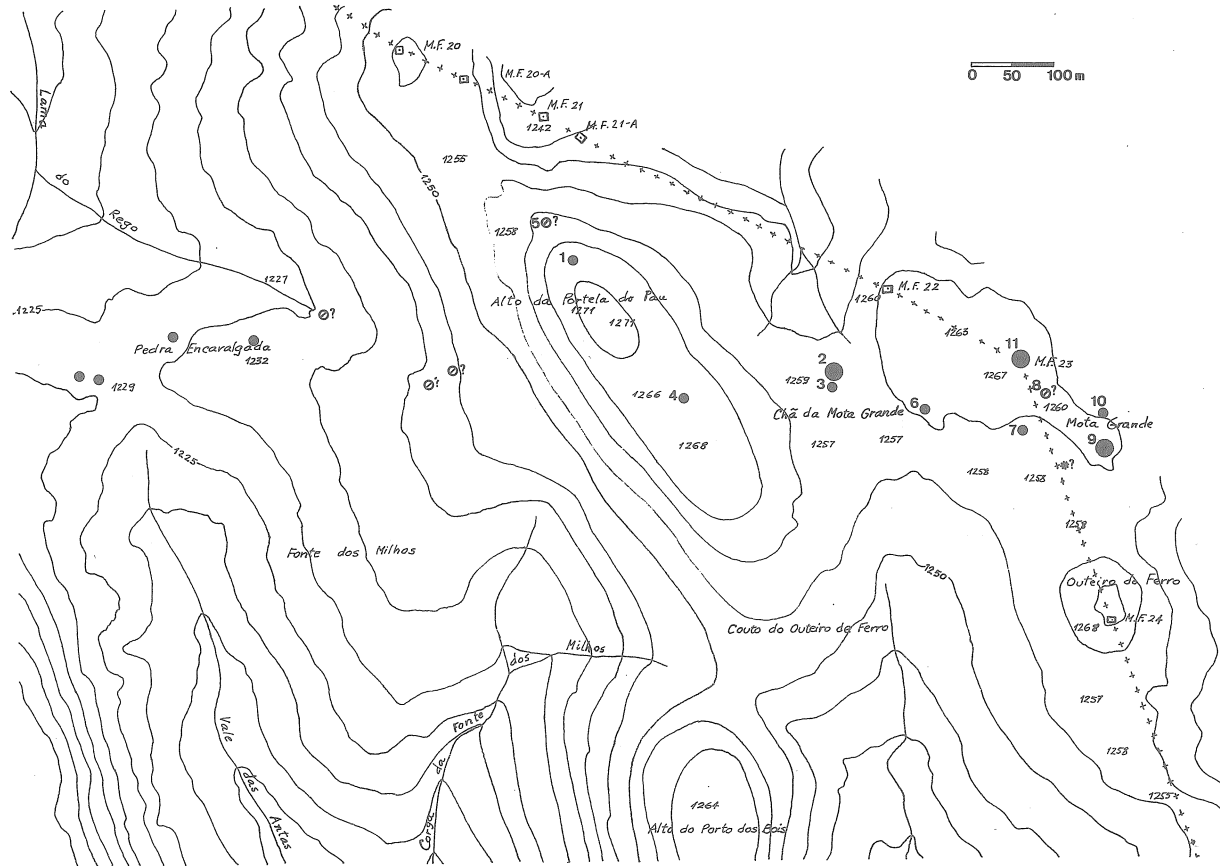 M.F. 20
M.F. 20-A
M.F. 21
1242
M.F. 21-A
0 50 100 m
Lama
do
Rego
1255
1250
1258
5 ?
1
1227
1225
?
Alto da Portela do Pau
1271
1271
1260
M.F. 22
1263
Pedra Encavalgada
1232
1229
?
?
2
3
1259
11
M.F. 23
1267
8 ?
1260
1266
4
1268
Chã da Mota Grande
1257
1257
6
7
10
Mota Grande
9
1258
1258
?
1258
1225
Fonte dos Milhos
1250
Outeiro de Ferro
1268
M.F. 24
Couto do Outeiro de Ferro
Milhos
dos
Fonte
da
Corga
Vale
das
Antas
1257
1258
1255
1264
Alto do Porto dos Bois